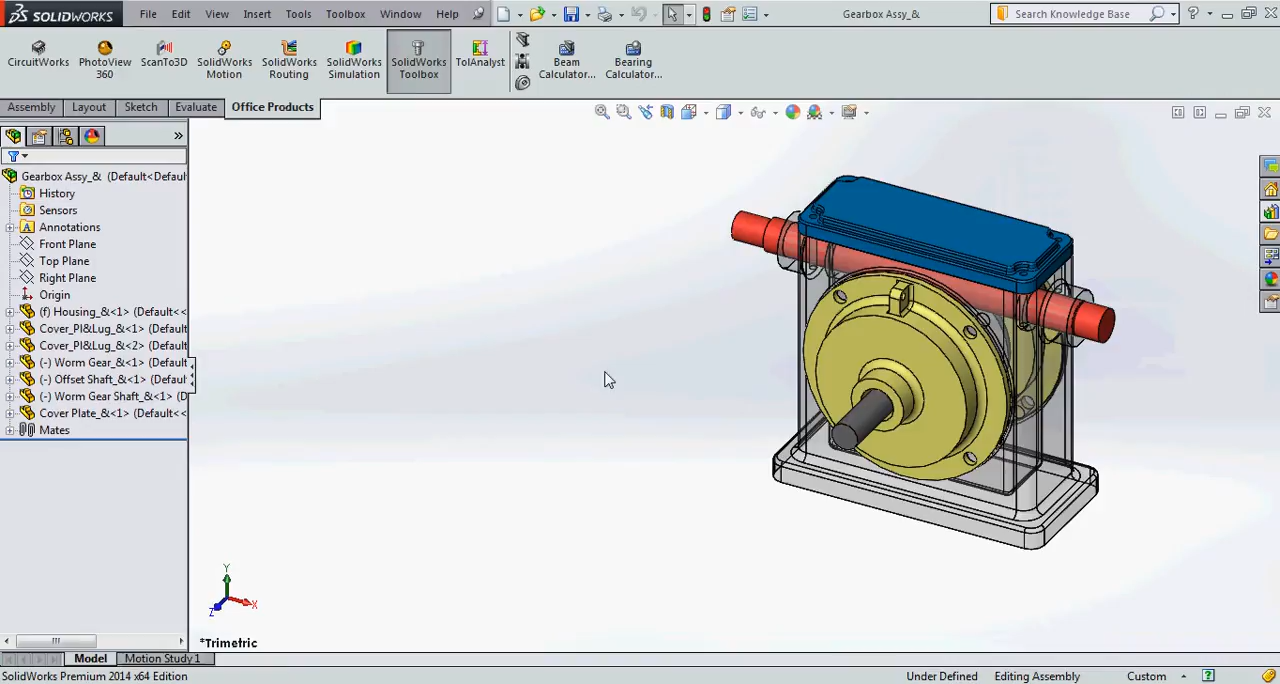 SOLIDWORKS File Edit View Insert Tools Toolbox Window Help Gearbox Assy_& Search Knowledge Base
CircuitWorks
PhotoView 360
ScanTo3D
SolidWorks Motion
SolidWorks Routing
SolidWorks Simulation
SolidWorks Toolbox
TolAnalyst
Beam Calculator...
Bearing Calculator...
Assembly Layout Sketch Evaluate Office Products
Gearbox Assy_& (Default<Defaul
History
Sensors
Annotations
Front Plane
Top Plane
Right Plane
Origin
(f) Housing_&<1> (Default<<
Cover_Pl&Lug_&<1> (Default
Cover_Pl&Lug_&<2> (Default
(-) Worm Gear_&<1> (Default
(-) Offset Shaft_&<1> (Defaul
(-) Worm Gear Shaft_&<1> (D
Cover Plate_&<1> (Default<<
Mates
Y
X
Z
*Trimetric
Model Motion Study 1
SolidWorks Premium 2014 x64 Edition Under Defined Editing Assembly Custom